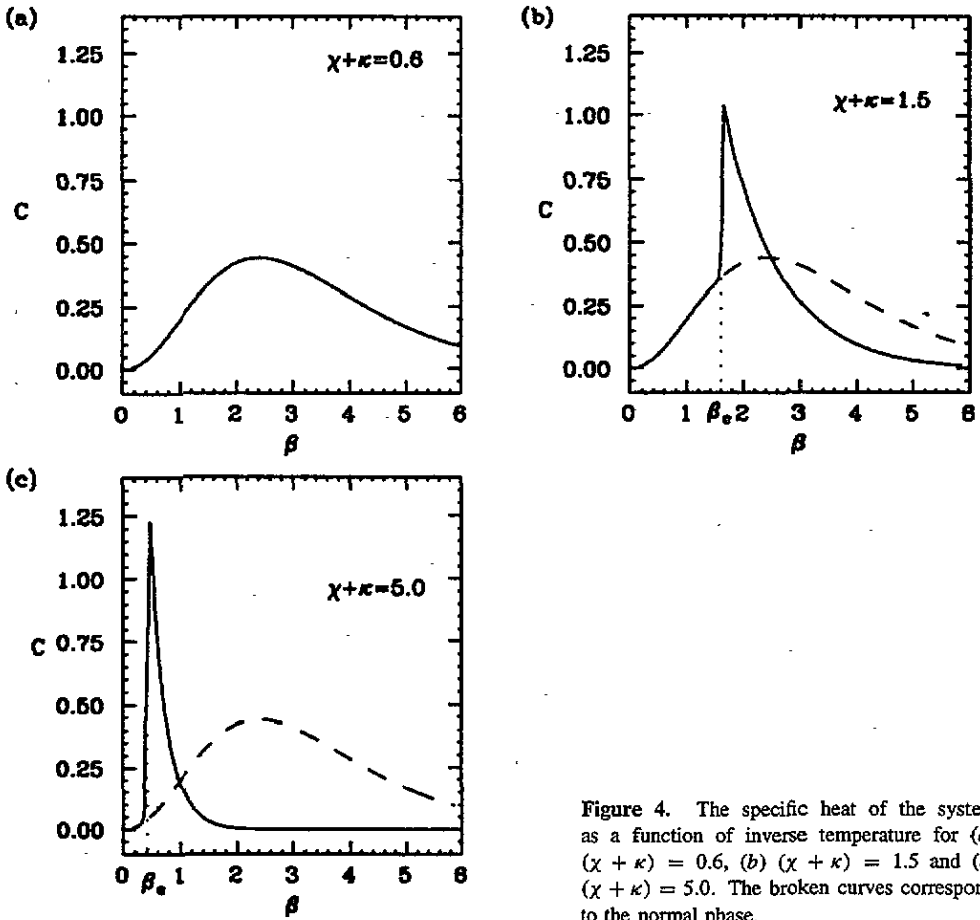 (a)
1.25
1.00
0.75
0.50
0.25
0.00
C
χ+κ=0.6
0 1 2 3 4 5 6
β
(b)
1.25
1.00
0.75
0.50
0.25
0.00
C
χ+κ=1.5
0 1 βc 2 3 4 5 6
β
(c)
1.25
1.00
0.75
0.50
0.25
0.00
C
χ+κ=5.0
0 βc 1 2 3 4 5 6
β
Figure 4. The specific heat of the system
as a function of inverse temperature for (
(χ + κ) = 0.6, (b) (χ + κ) = 1.5 and (
(χ + κ) = 5.0. The broken curves correspon
to the normal phase